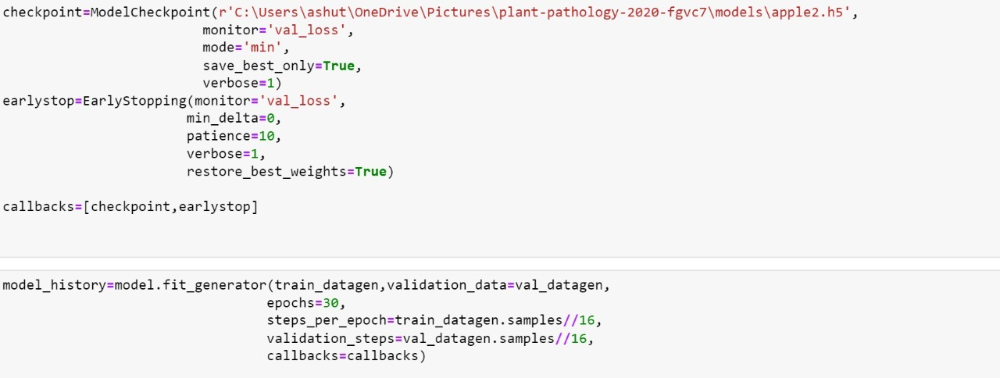 checkpoint=ModelCheckpoint(r'C:\Users\ashut\OneDrive\Pictures\plant-pathology-2020-fgvc7\models\apple2.h5',
                         monitor='val_loss',
                         mode='min',
                         save_best_only=True,
                         verbose=1)
earlystop=EarlyStopping(monitor='val_loss',
                       min_delta=0,
                       patience=10,
                       verbose=1,
                       restore_best_weights=True)
callbacks=[checkpoint,earlystop]
model_history=model.fit_generator(train_datagen,validation_data=val_datagen,
                                 epochs=30,
                                 steps_per_epoch=train_datagen.samples//16,
                                 validation_steps=val_datagen.samples//16,
                                 callbacks=callbacks)